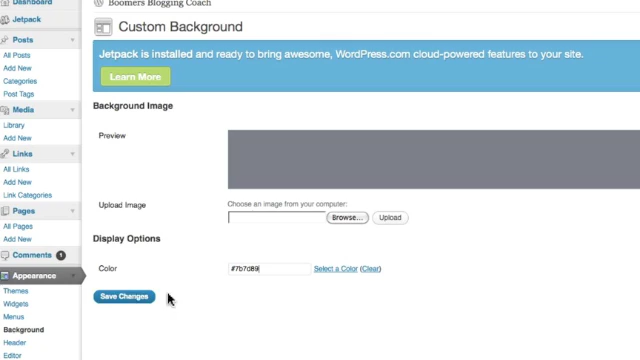 Dashboard
Boomers Blogging Coach
Jetpack
Custom Background
Posts
Jetpack is installed and ready to bring awesome, WordPress.com cloud-powered features to your site.
All Posts
Add New
Learn More
Categories
Post Tags
Media
Background Image
Library
Preview
Add New
Links
All Links
Add New
Link Categories
Upload Image
Choose an image from your computer:
Pages
Browse...
Upload
All Pages
Add New
Display Options
Comments 1
Color
#7b7d89
Select a Color (Clear)
Appearance
Themes
Save Changes
Widgets
Menus
Background
Header
Editor